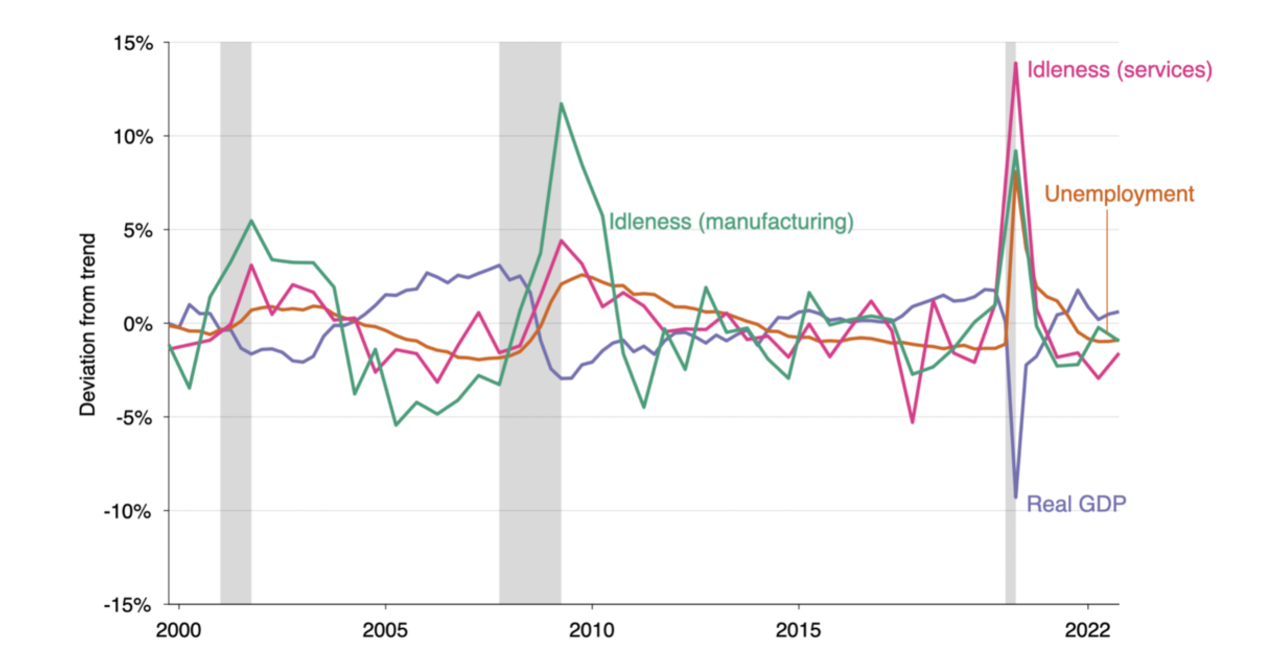 15%
Idleness (services)
10%
Unemployment
5%
Idleness (manufacturing)
Deviation from trend
0%
-5%
-10%
Real GDP
-15%
2000 2005 2010 2015 2022